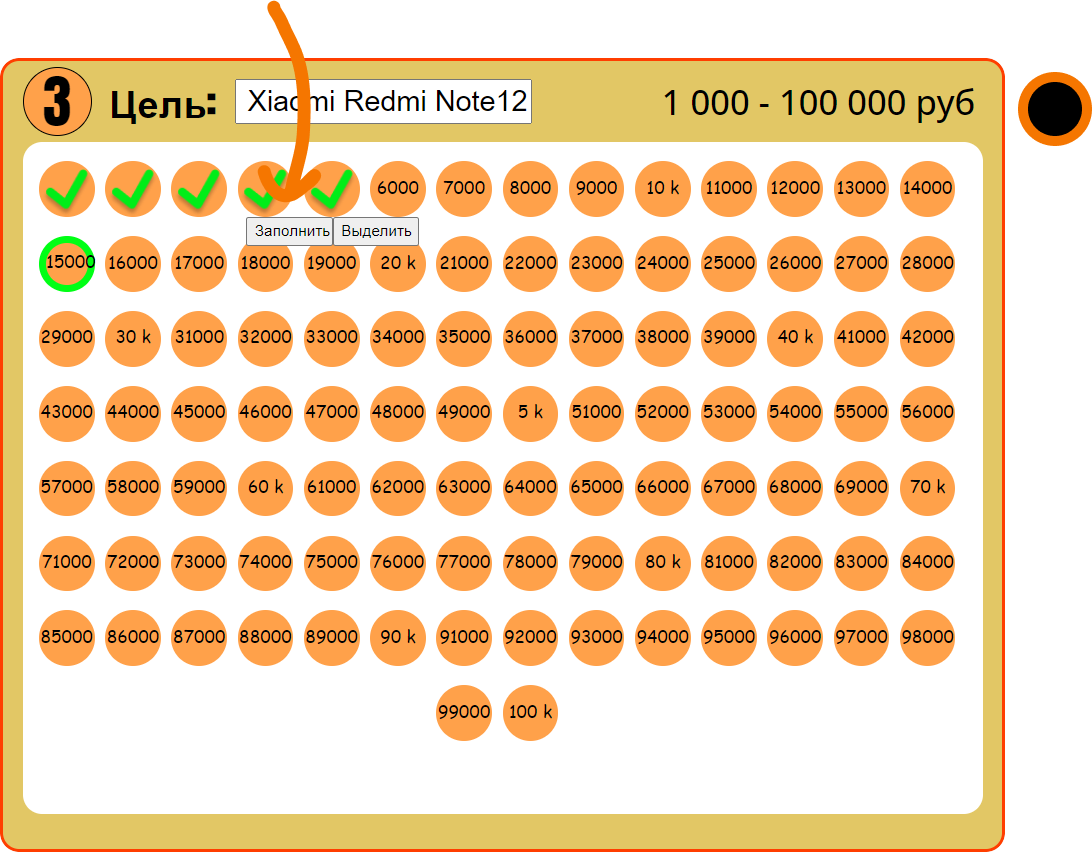 3 Цель: Xiaomi Redmi Note12 1 000 - 100 000 руб
6000 7000 8000 9000 10 k 11000 12000 13000 14000
Заполнить Выделить
15000 16000 17000 18000 19000 20 k 21000 22000 23000 24000 25000 26000 27000 28000
29000 30 k 31000 32000 33000 34000 35000 36000 37000 38000 39000 40 k 41000 42000
43000 44000 45000 46000 47000 48000 49000 5 k 51000 52000 53000 54000 55000 56000
57000 58000 59000 60 k 61000 62000 63000 64000 65000 66000 67000 68000 69000 70 k
71000 72000 73000 74000 75000 76000 77000 78000 79000 80 k 81000 82000 83000 84000
85000 86000 87000 88000 89000 90 k 91000 92000 93000 94000 95000 96000 97000 98000
99000 100 k